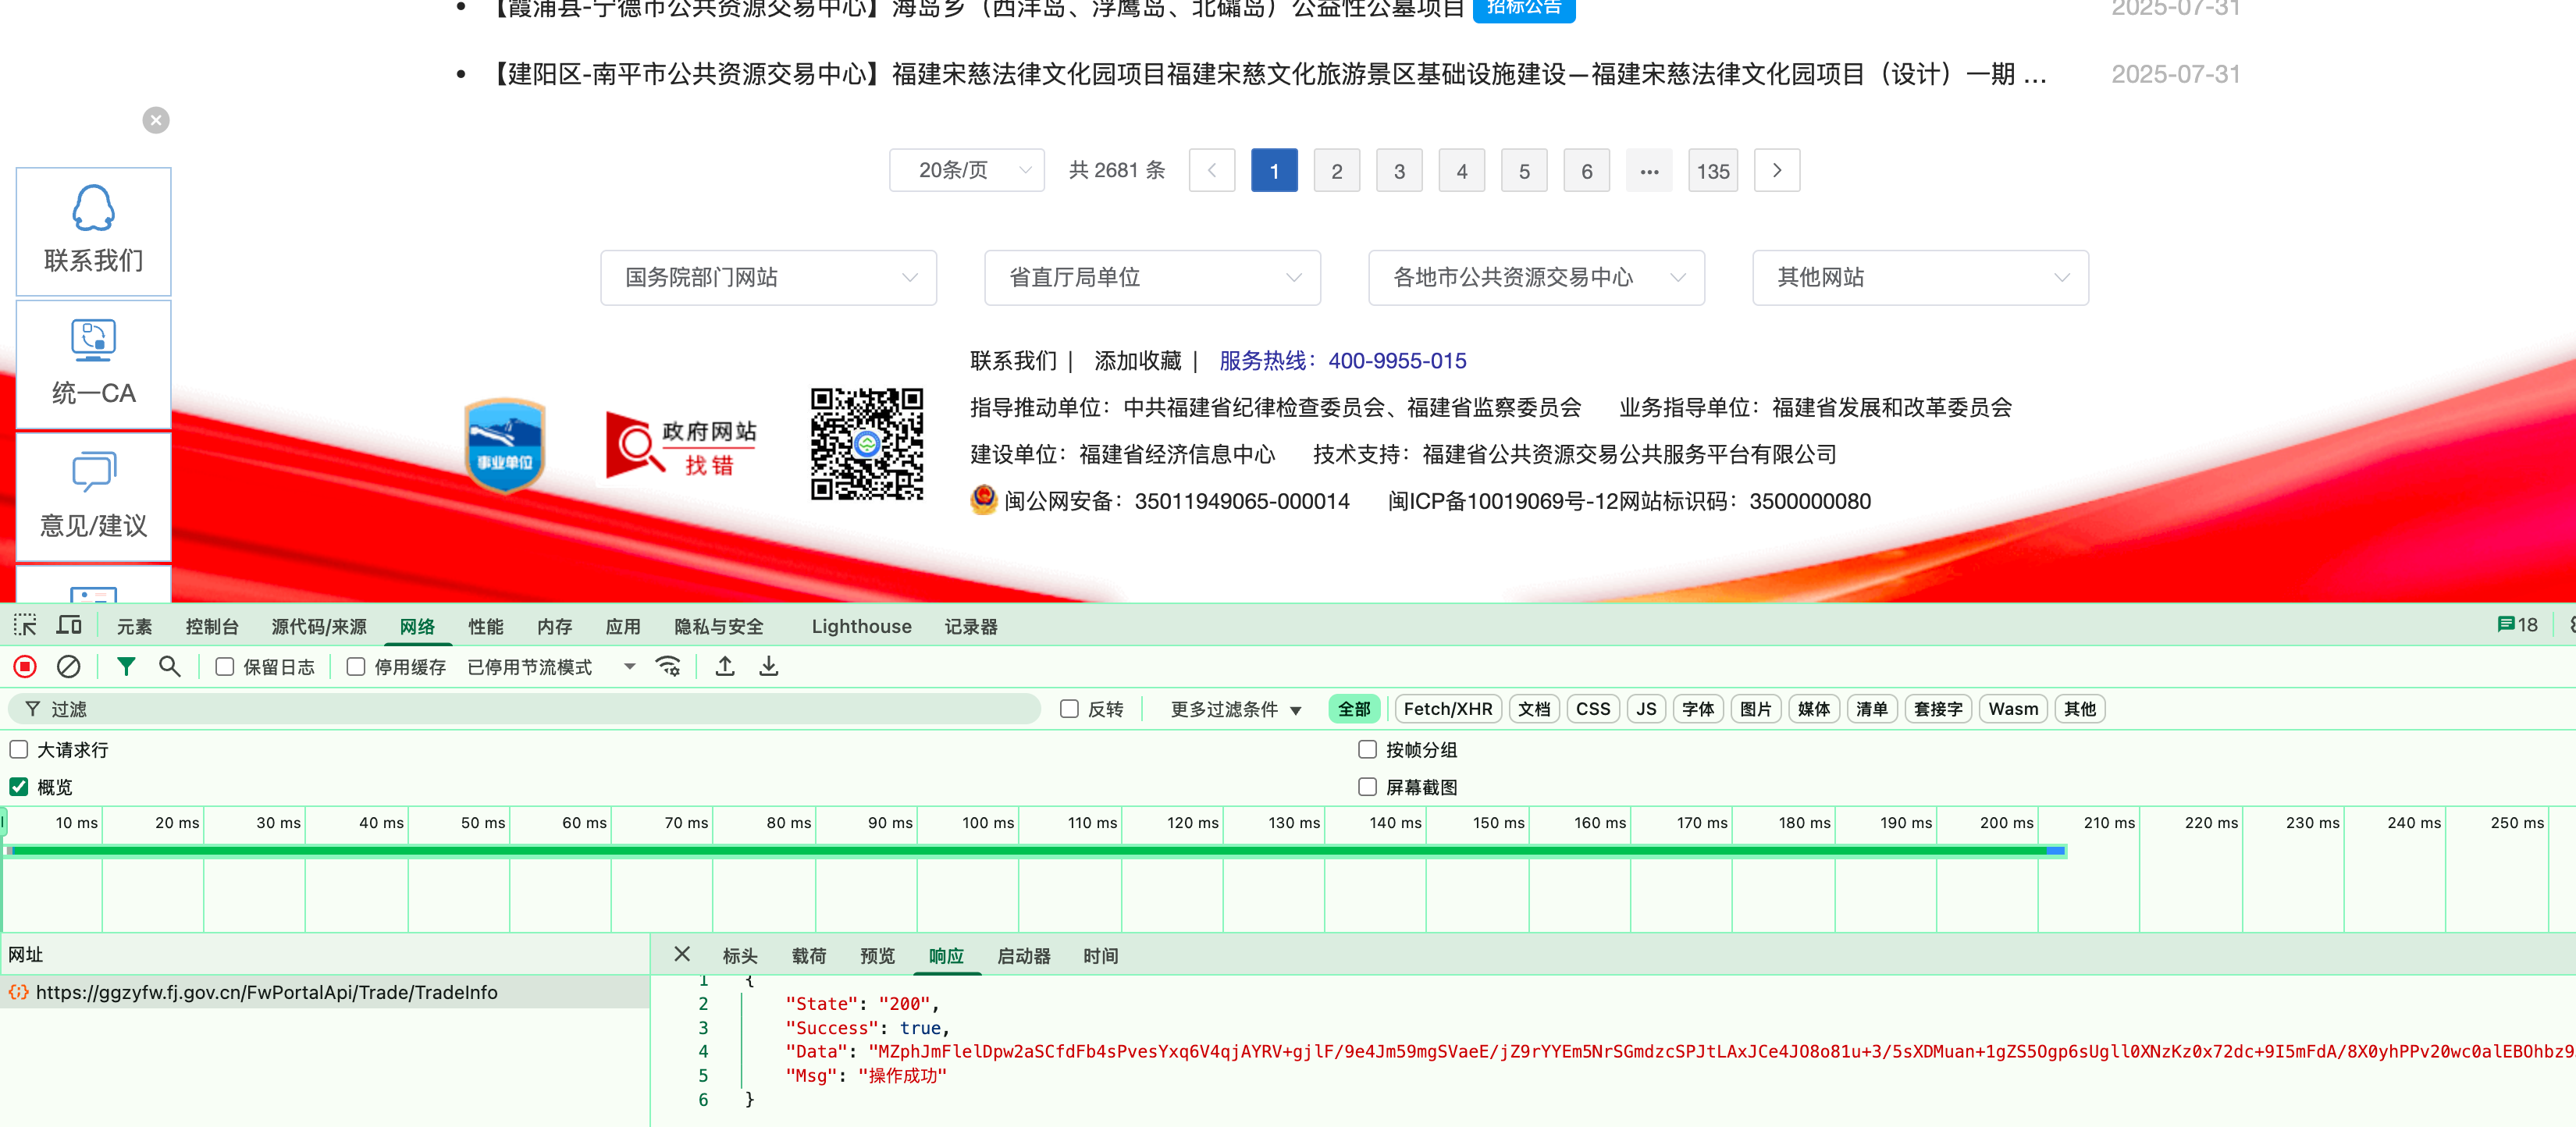 【霞浦县-宁德市公共资源交易中心】海岛乡（西洋岛、浮鹰岛、北礵岛）公益性公墓项目 招标公告 2025-07-31
【建阳区-南平市公共资源交易中心】福建宋慈法律文化园项目福建宋慈文化旅游景区基础设施建设—福建宋慈法律文化园项目（设计）一期 ... 2025-07-31
20条/页 共 2681 条 1 2 3 4 5 6 ••• 135
联系我们
国务院部门网站 省直厅局单位 各地市公共资源交易中心 其他网站
统一CA
意见/建议
事业单位
政府网站
找错
联系我们 | 添加收藏 | 服务热线：400-9955-015
指导推动单位：中共福建省纪律检查委员会、福建省监察委员会 业务指导单位：福建省发展和改革委员会
建设单位：福建省经济信息中心 技术支持：福建省公共资源交易公共服务平台有限公司
闽公网安备：35011949065-000014 闽ICP备10019069号-12网站标识码：3500000080
元素 控制台 源代码/来源 网络 性能 内存 应用 隐私与安全 Lighthouse 记录器 18
保留日志 停用缓存 已停用节流模式
过滤 反转 更多过滤条件 全部 Fetch/XHR 文档 CSS JS 字体 图片 媒体 清单 套接字 Wasm 其他
大请求行 按帧分组
概览 屏幕截图
10 ms 20 ms 30 ms 40 ms 50 ms 60 ms 70 ms 80 ms 90 ms 100 ms 110 ms 120 ms 130 ms 140 ms 150 ms 160 ms 170 ms 180 ms 190 ms 200 ms 210 ms 220 ms 230 ms 240 ms 250 ms
网址 标头 载荷 预览 响应 启动器 时间
https://ggzyfw.fj.gov.cn/FwPortalApi/Trade/TradeInfo
1 {
2 "State": "200",
3 "Success": true,
4 "Data": "MZphJmFlelDpw2aSCfdFb4sPvesYxq6V4qjAYRV+gjlF/9e4Jm59mgSVaeE/jZ9rYYEm5NrSGmdzcSPJtLAxJCe4JO8o81u+3/5sXDMuan+1gZS5Ogp6sUgll0XNzKz0x72dc+9I5mFdA/8X0yhPPv20wc0alEBOhbz9
5 "Msg": "操作成功"
6 }